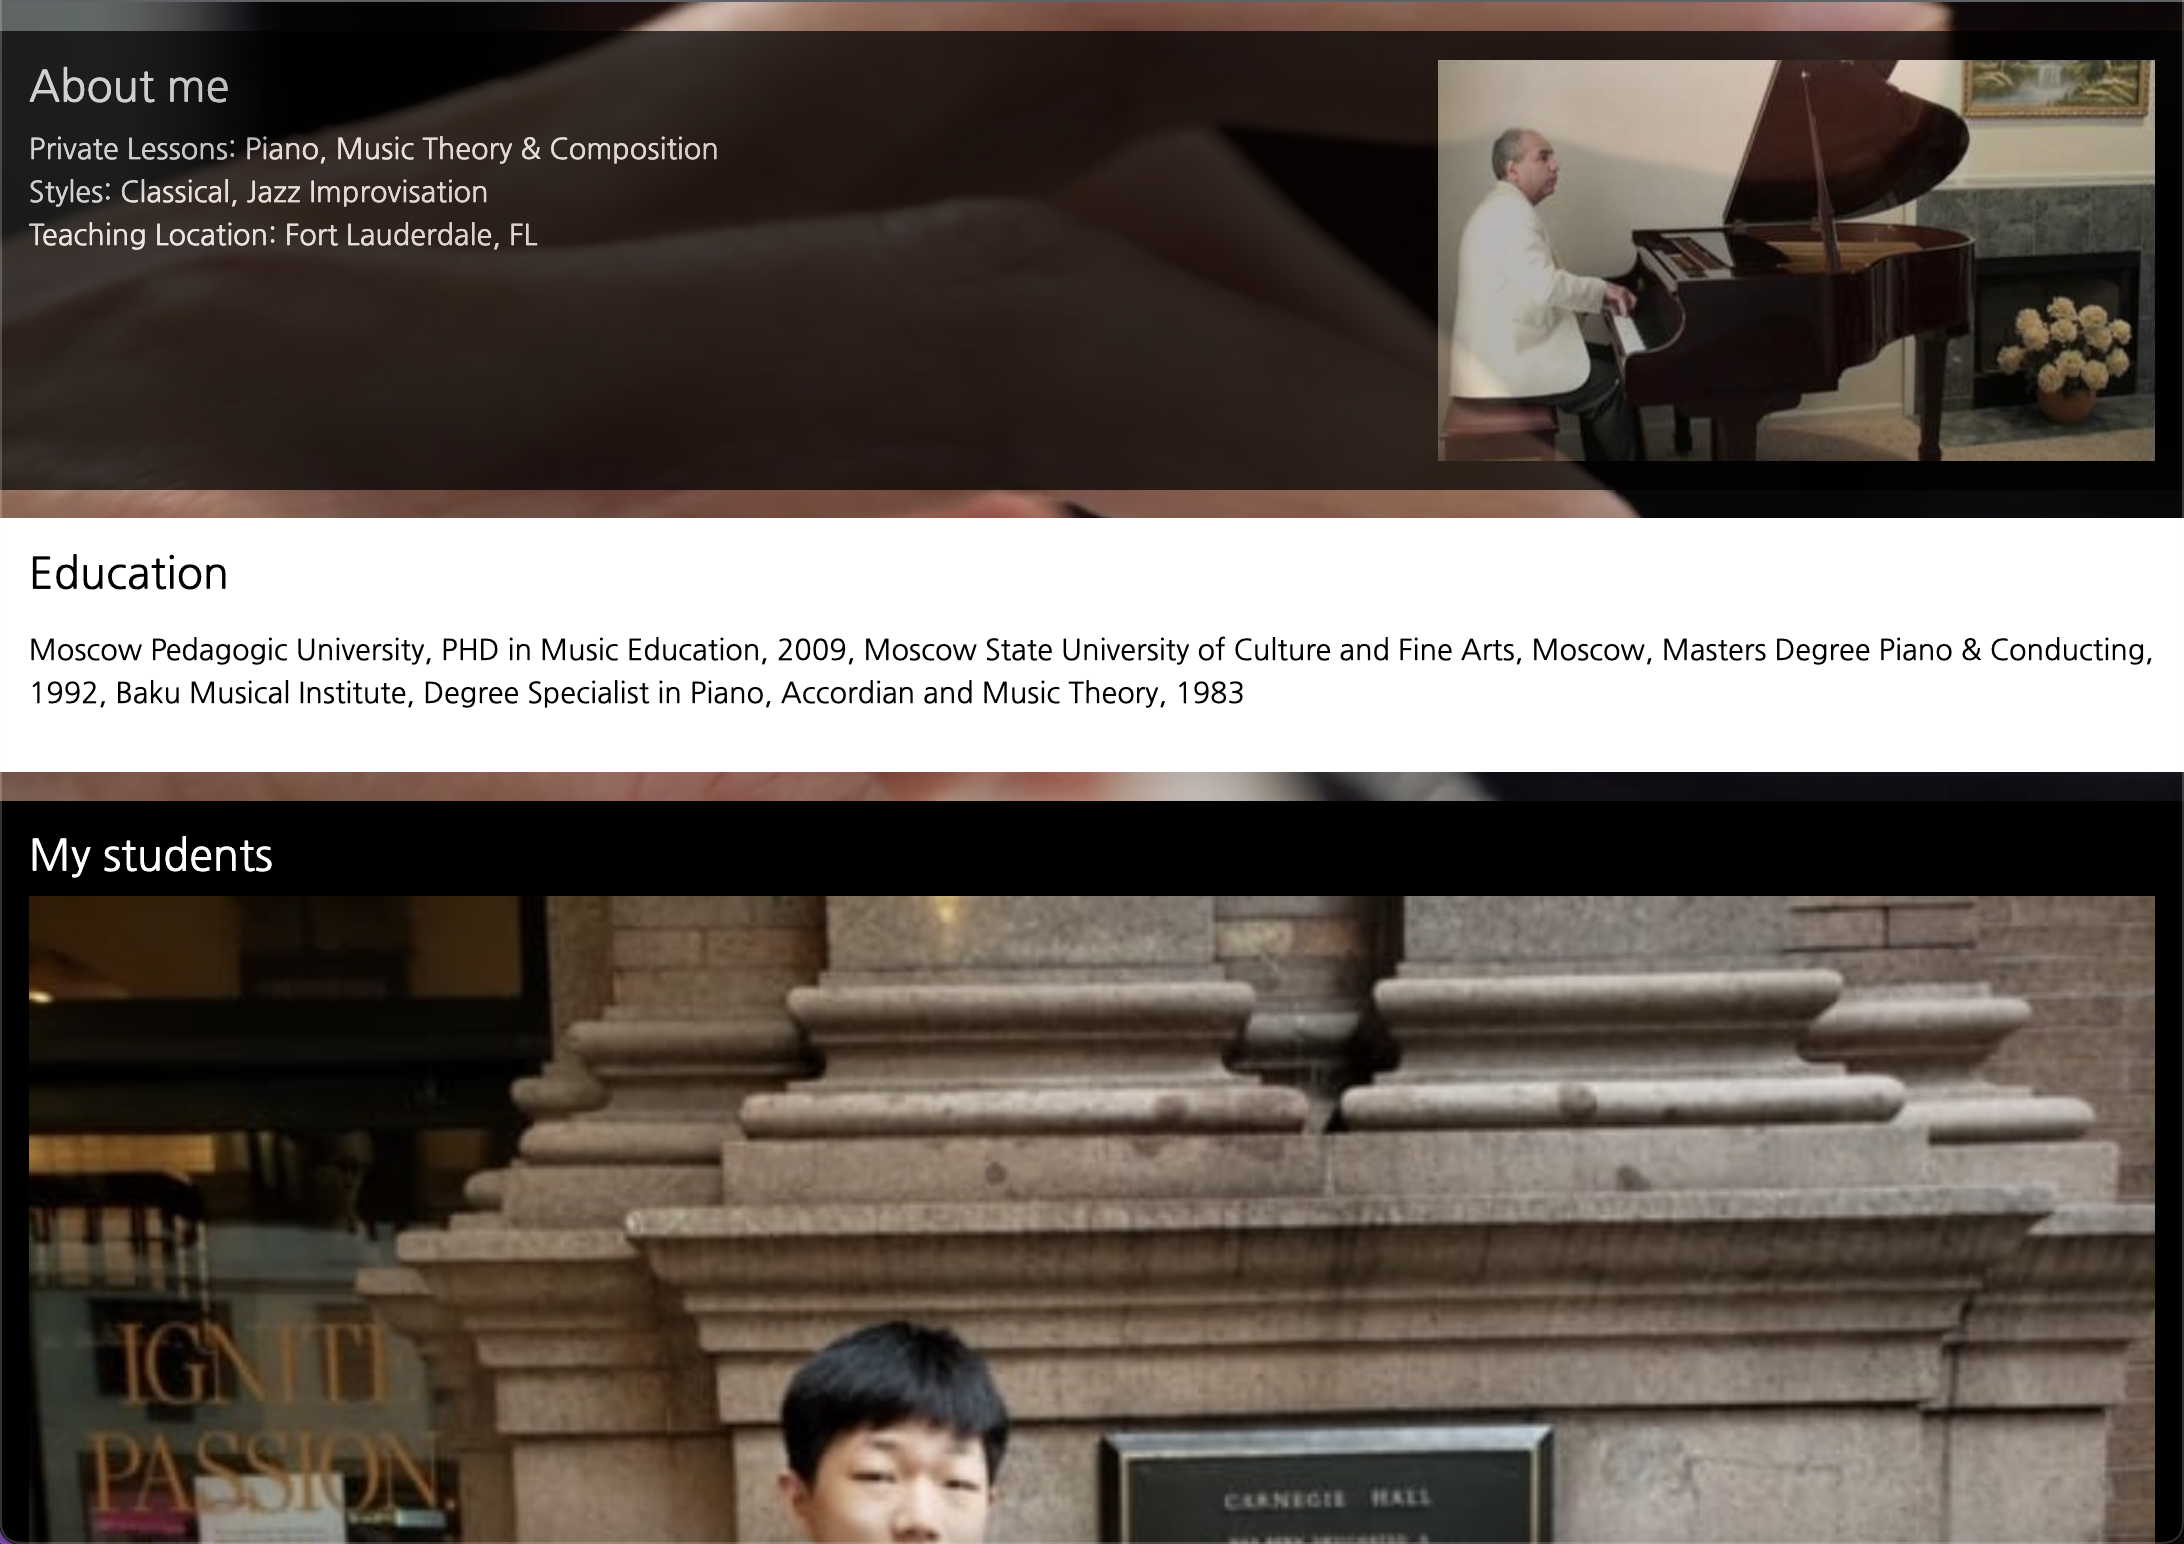 About me
Private Lessons: Piano, Music Theory & Composition
Styles: Classical, Jazz Improvisation
Teaching Location: Fort Lauderdale, FL
Education
Moscow Pedagogic University, PHD in Music Education, 2009, Moscow State University of Culture and Fine Arts, Moscow, Masters Degree Piano & Conducting,
1992, Baku Musical Institute, Degree Specialist in Piano, Accordian and Music Theory, 1983
My students
IGNITE
PASSION.
CARNEGIE HALL